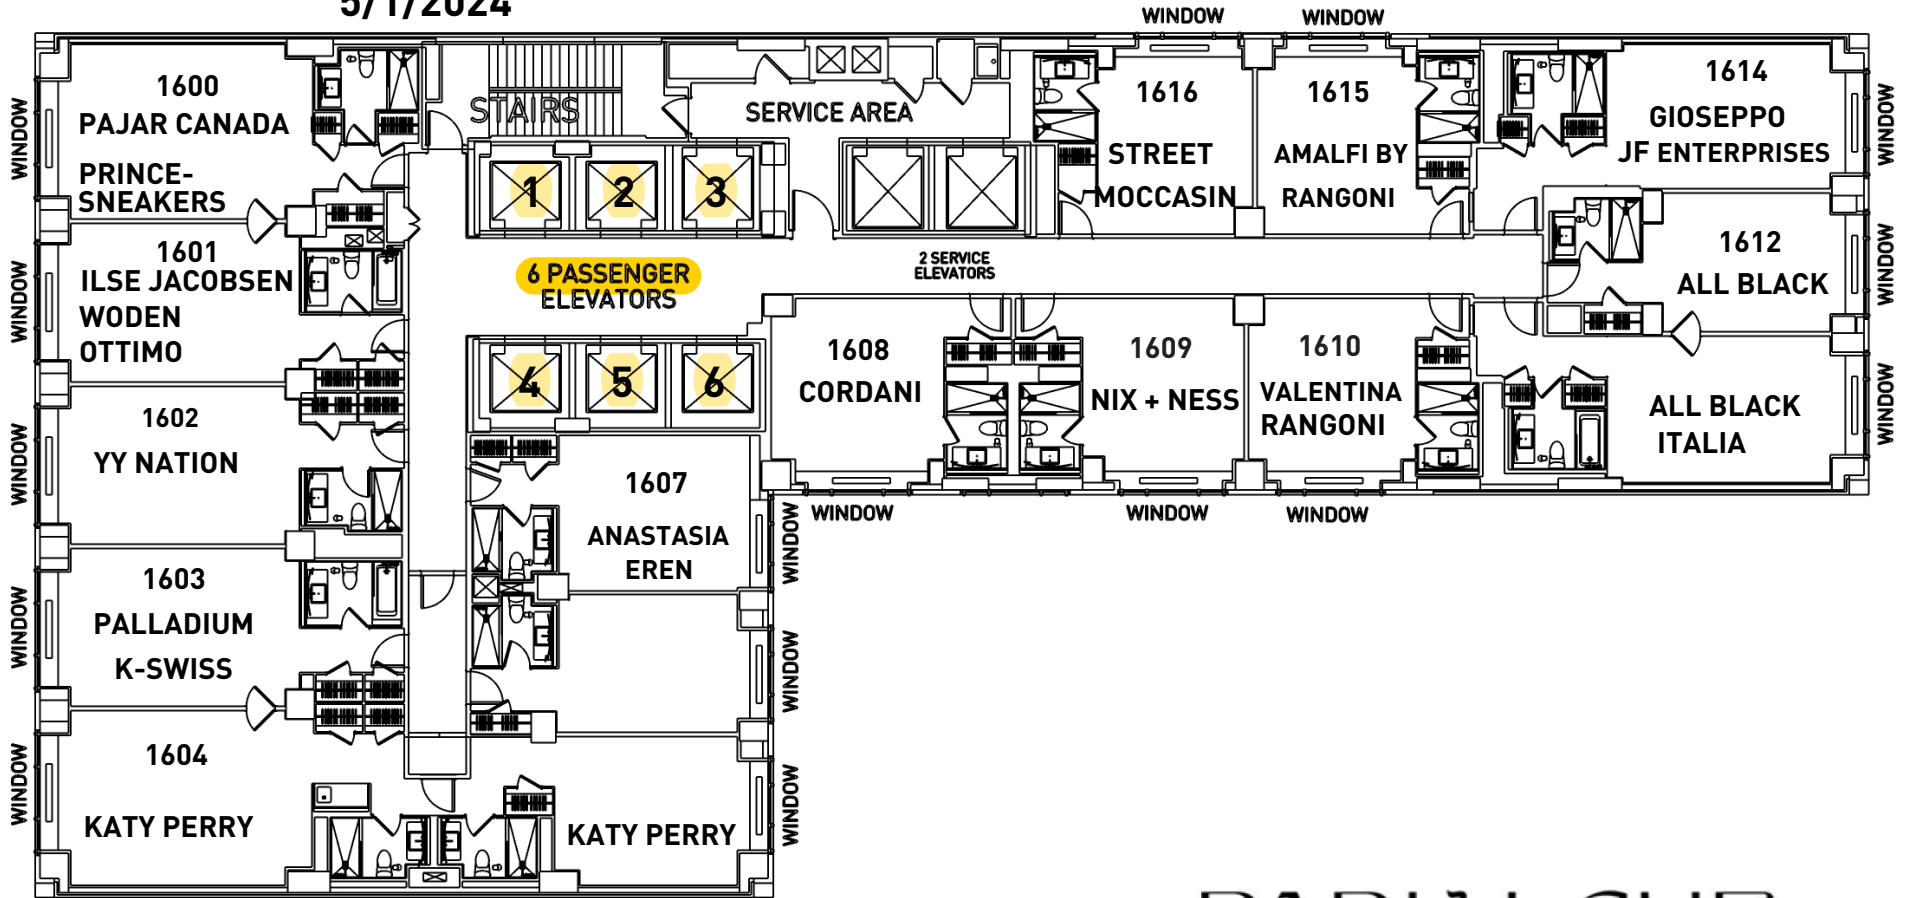 5/1/2024
WINDOW
WINDOW
1600
PAJAR CANADA
PRINCE-
SNEAKERS
WINDOW
STAIRS
SERVICE AREA
1616
STREET
MOCCASIN
1615
AMALFI BY
RANGONI
1614
GIOSEPPO
JF ENTERPRISES
WINDOW
1
2
3
1601
ILSE JACOBSEN
WODEN
OTTIMO
WINDOW
6 PASSENGER
ELEVATORS
2 SERVICE
ELEVATORS
1612
ALL BLACK
WINDOW
4
5
6
1608
CORDANI
1609
NIX + NESS
1610
VALENTINA
RANGONI
ALL BLACK
ITALIA
WINDOW
1602
YY NATION
WINDOW
1607
ANASTASIA
EREN
WINDOW
WINDOW
WINDOW
WINDOW
1603
PALLADIUM
K-SWISS
WINDOW
WINDOW
1604
KATY PERRY
WINDOW
KATY PERRY
WINDOW